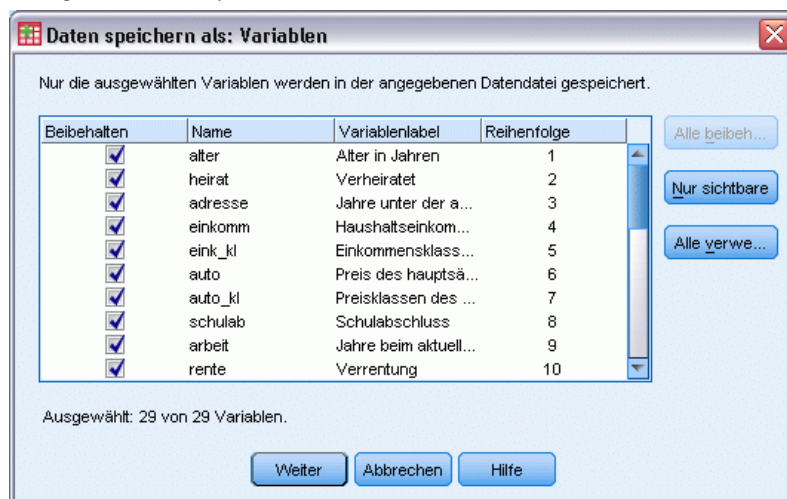 Daten speichern als: Variablen
Nur die ausgewählten Variablen werden in der angegebenen Datendatei gespeichert.
Beibehalten Name Variablenlabel Reihenfolge
alter Alter in Jahren 1
heirat Verheiratet 2
adresse Jahre unter der a... 3
einkomm Haushaltseinkom... 4
eink_kl Einkommensklass... 5
auto Preis des hauptsä... 6
auto_kl Preisklassen des ... 7
schulab Schulabschluss 8
arbeit Jahre beim aktuell... 9
rente Verrentung 10
Alle beibeh...
Nur sichtbare
Alle verwe...
Ausgewählt: 29 von 29 Variablen.
Weiter Abbrechen Hilfe